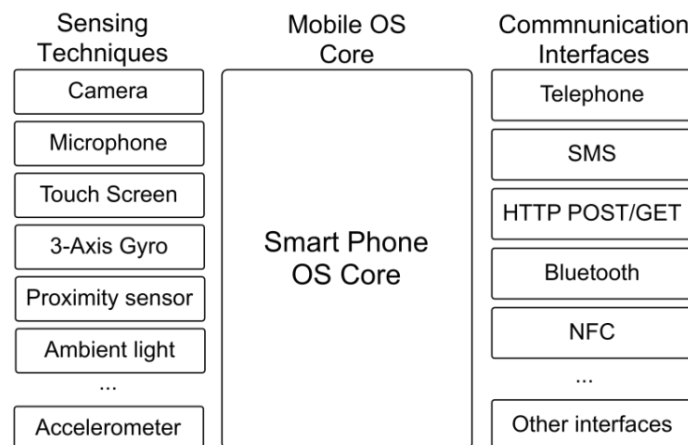 Sensing
Techniques
Camera
Microphone
Touch Screen
3-Axis Gyro
Proximity sensor
Ambient light
...
Accelerometer
Mobile OS
Core
Smart Phone
OS Core
Commnunication
Interfaces
Telephone
SMS
HTTP POST/GET
Bluetooth
NFC
...
Other interfaces